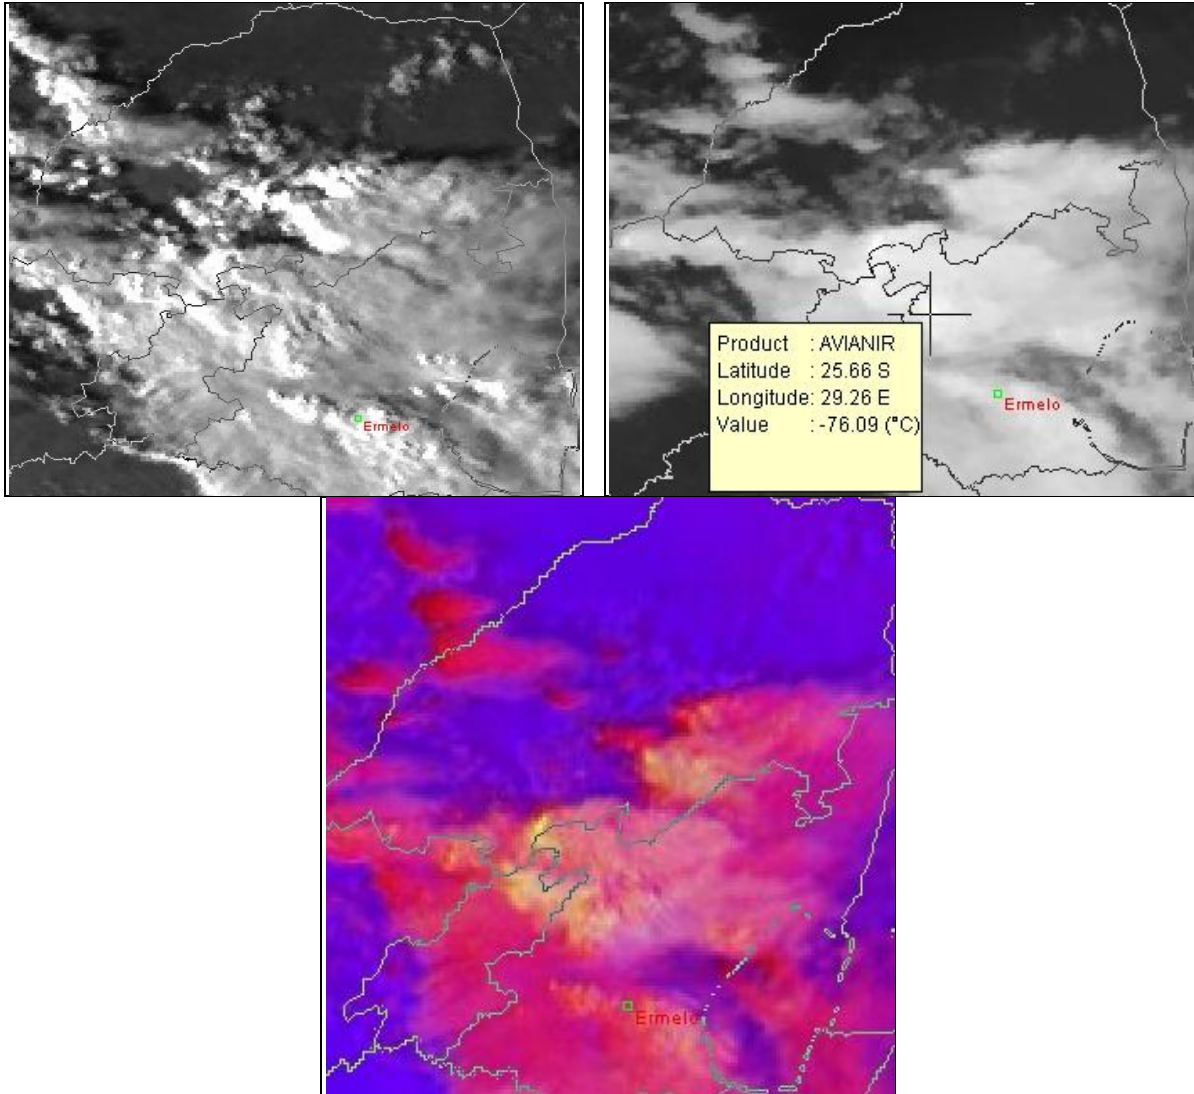 Ermelo
Product : AVIANIR
Latitude : 25.66 S
Longitude: 29.26 E
Value : -76.09 (°C)
Ermelo
Ermelo